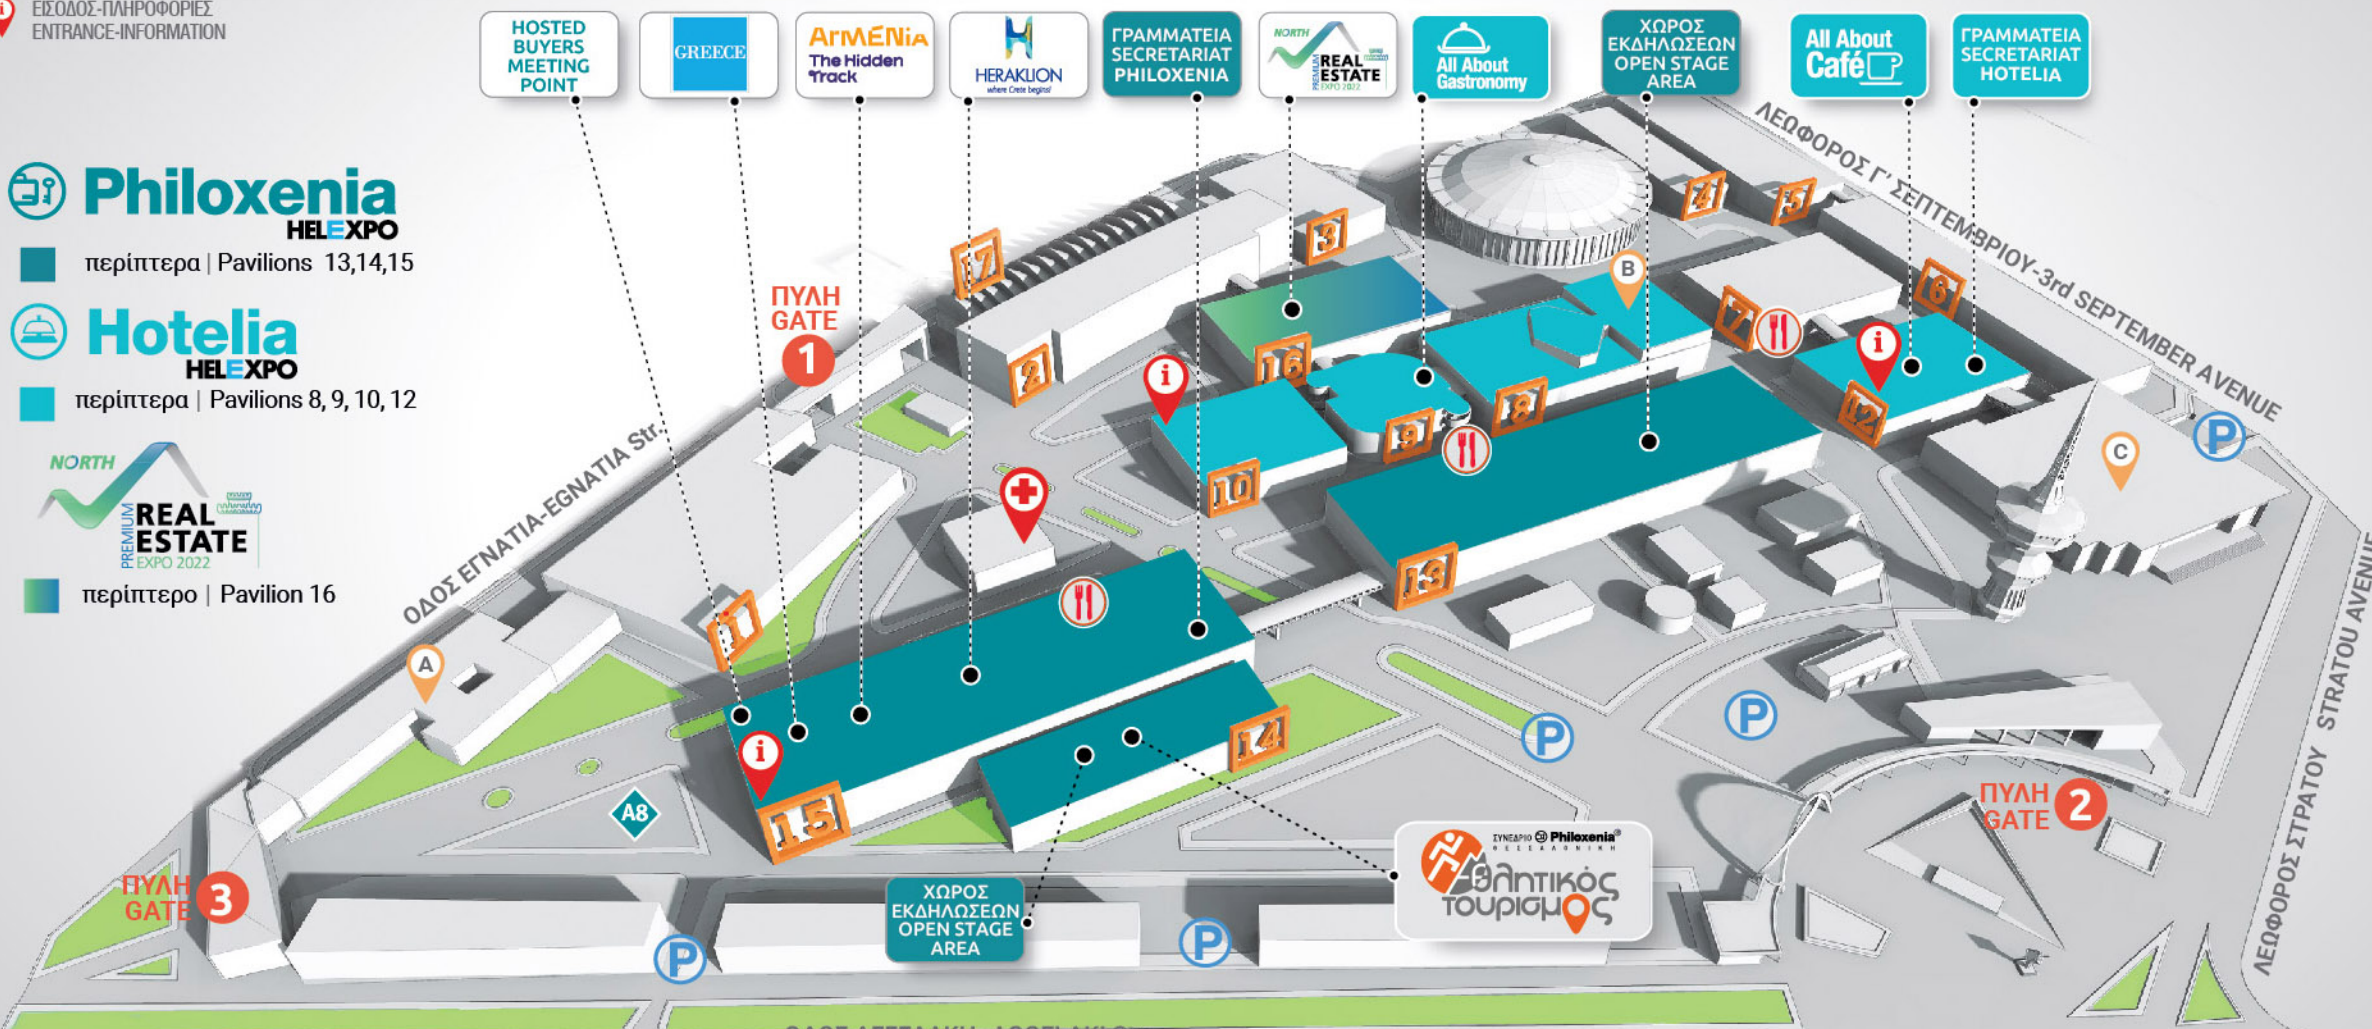 ΕΙΣΟΔΟΣ-ΠΛΗΡΟΦΟΡΙΕΣ
ENTRANCE-INFORMATION
HOSTED
BUYERS
MEETING
POINT
GREECE
ARMENIA
The Hidden
Track
HERAKLION
where Crete begins!
ΓΡΑΜΜΑΤΕΙΑ
SECRETARIAT
PHILOXENIA
NORTH
PREMIUM
REAL
ESTATE
EXPO 2022
All About
Gastronomy
ΧΩΡΟΣ
ΕΚΔΗΛΩΣΕΩΝ
OPEN STAGE
AREA
All About
Café
ΓΡΑΜΜΑΤΕΙΑ
SECRETARIAT
HOTELIA
Philoxenia
HELEXPO
περίπτερα | Pavilions 13,14,15
Hotelia
HELEXPO
περίπτερα | Pavilions 8, 9, 10, 12
NORTH
PREMIUM
REAL
ESTATE
EXPO 2022
περίπτερο | Pavilion 16
ΛΕΩΦΟΡΟΣ Γ' ΣΕΠΤΕΜΒΡΙΟΥ-3rd SEPTEMBER AVENUE
ΟΔΟΣ ΕΓΝΑΤΙΑ-EGNATIA Str.
ΛΕΩΦΟΡΟΣ ΣΤΡΑΤΟΥ STRATOU AVENUE
ΠΥΛΗ
GATE
1
17
2
3
4
5
6
7
16
8
9
10
12
13
1
14
15
A
B
C
i
i
i
P
P
P
P
P
A8
ΠΥΛΗ
GATE 2
ΠΥΛΗ
GATE 3
ΧΩΡΟΣ
ΕΚΔΗΛΩΣΕΩΝ
OPEN STAGE
AREA
ΣΥΝΕΔΡΙΟ Philoxenia
ΘΕΣΣΑΛΟΝΙΚΗ
αθλητικός
τουρισμός